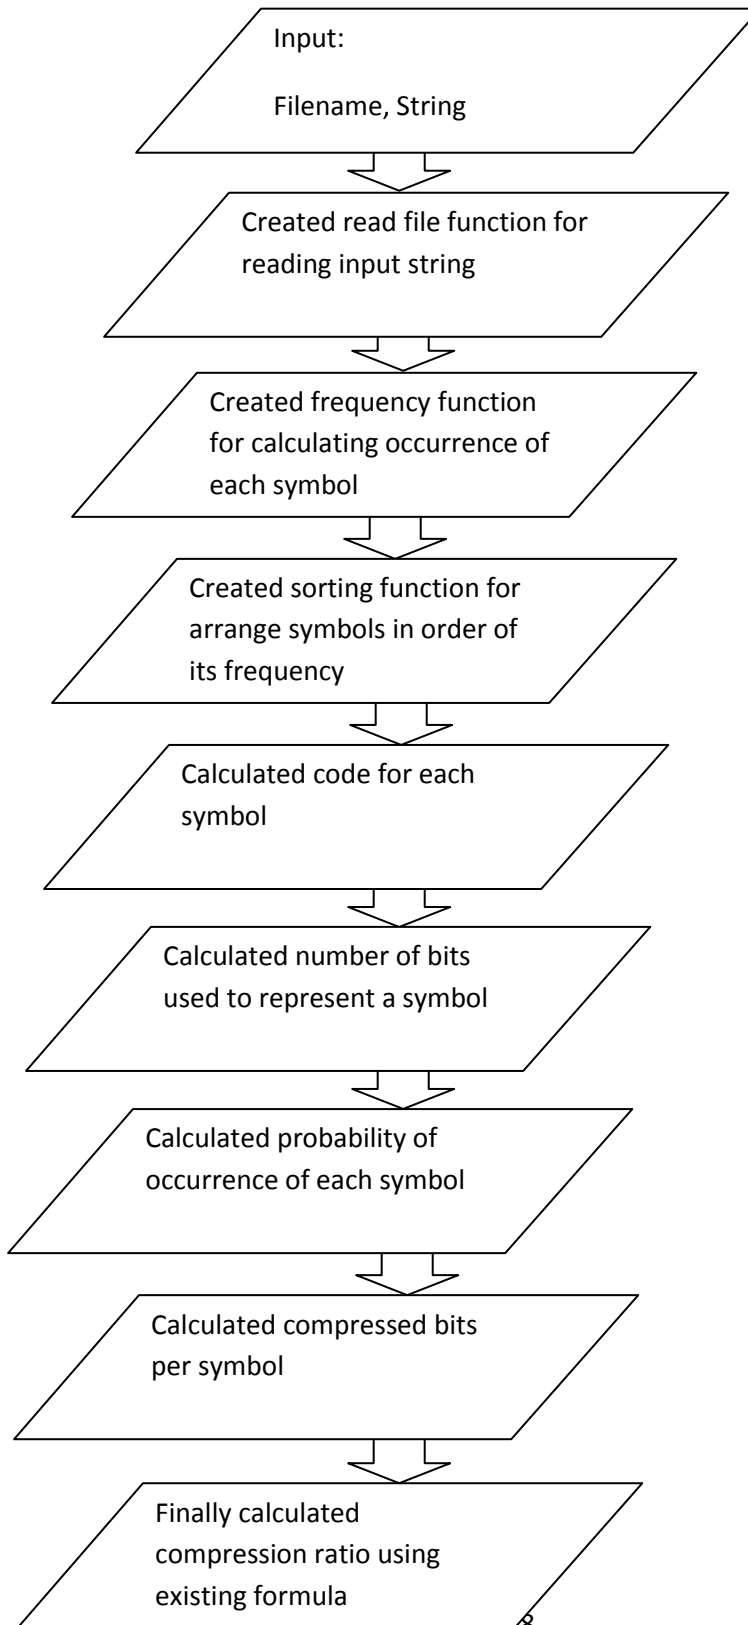 Input:
Filename, String
Created read file function for
reading input string
Created frequency function
for calculating occurrence of
each symbol
Created sorting function for
arrange symbols in order of
its frequency
Calculated code for each
symbol
Calculated number of bits
used to represent a symbol
Calculated probability of
occurrence of each symbol
Calculated compressed bits
per symbol
Finally calculated
compression ratio using
existing formula